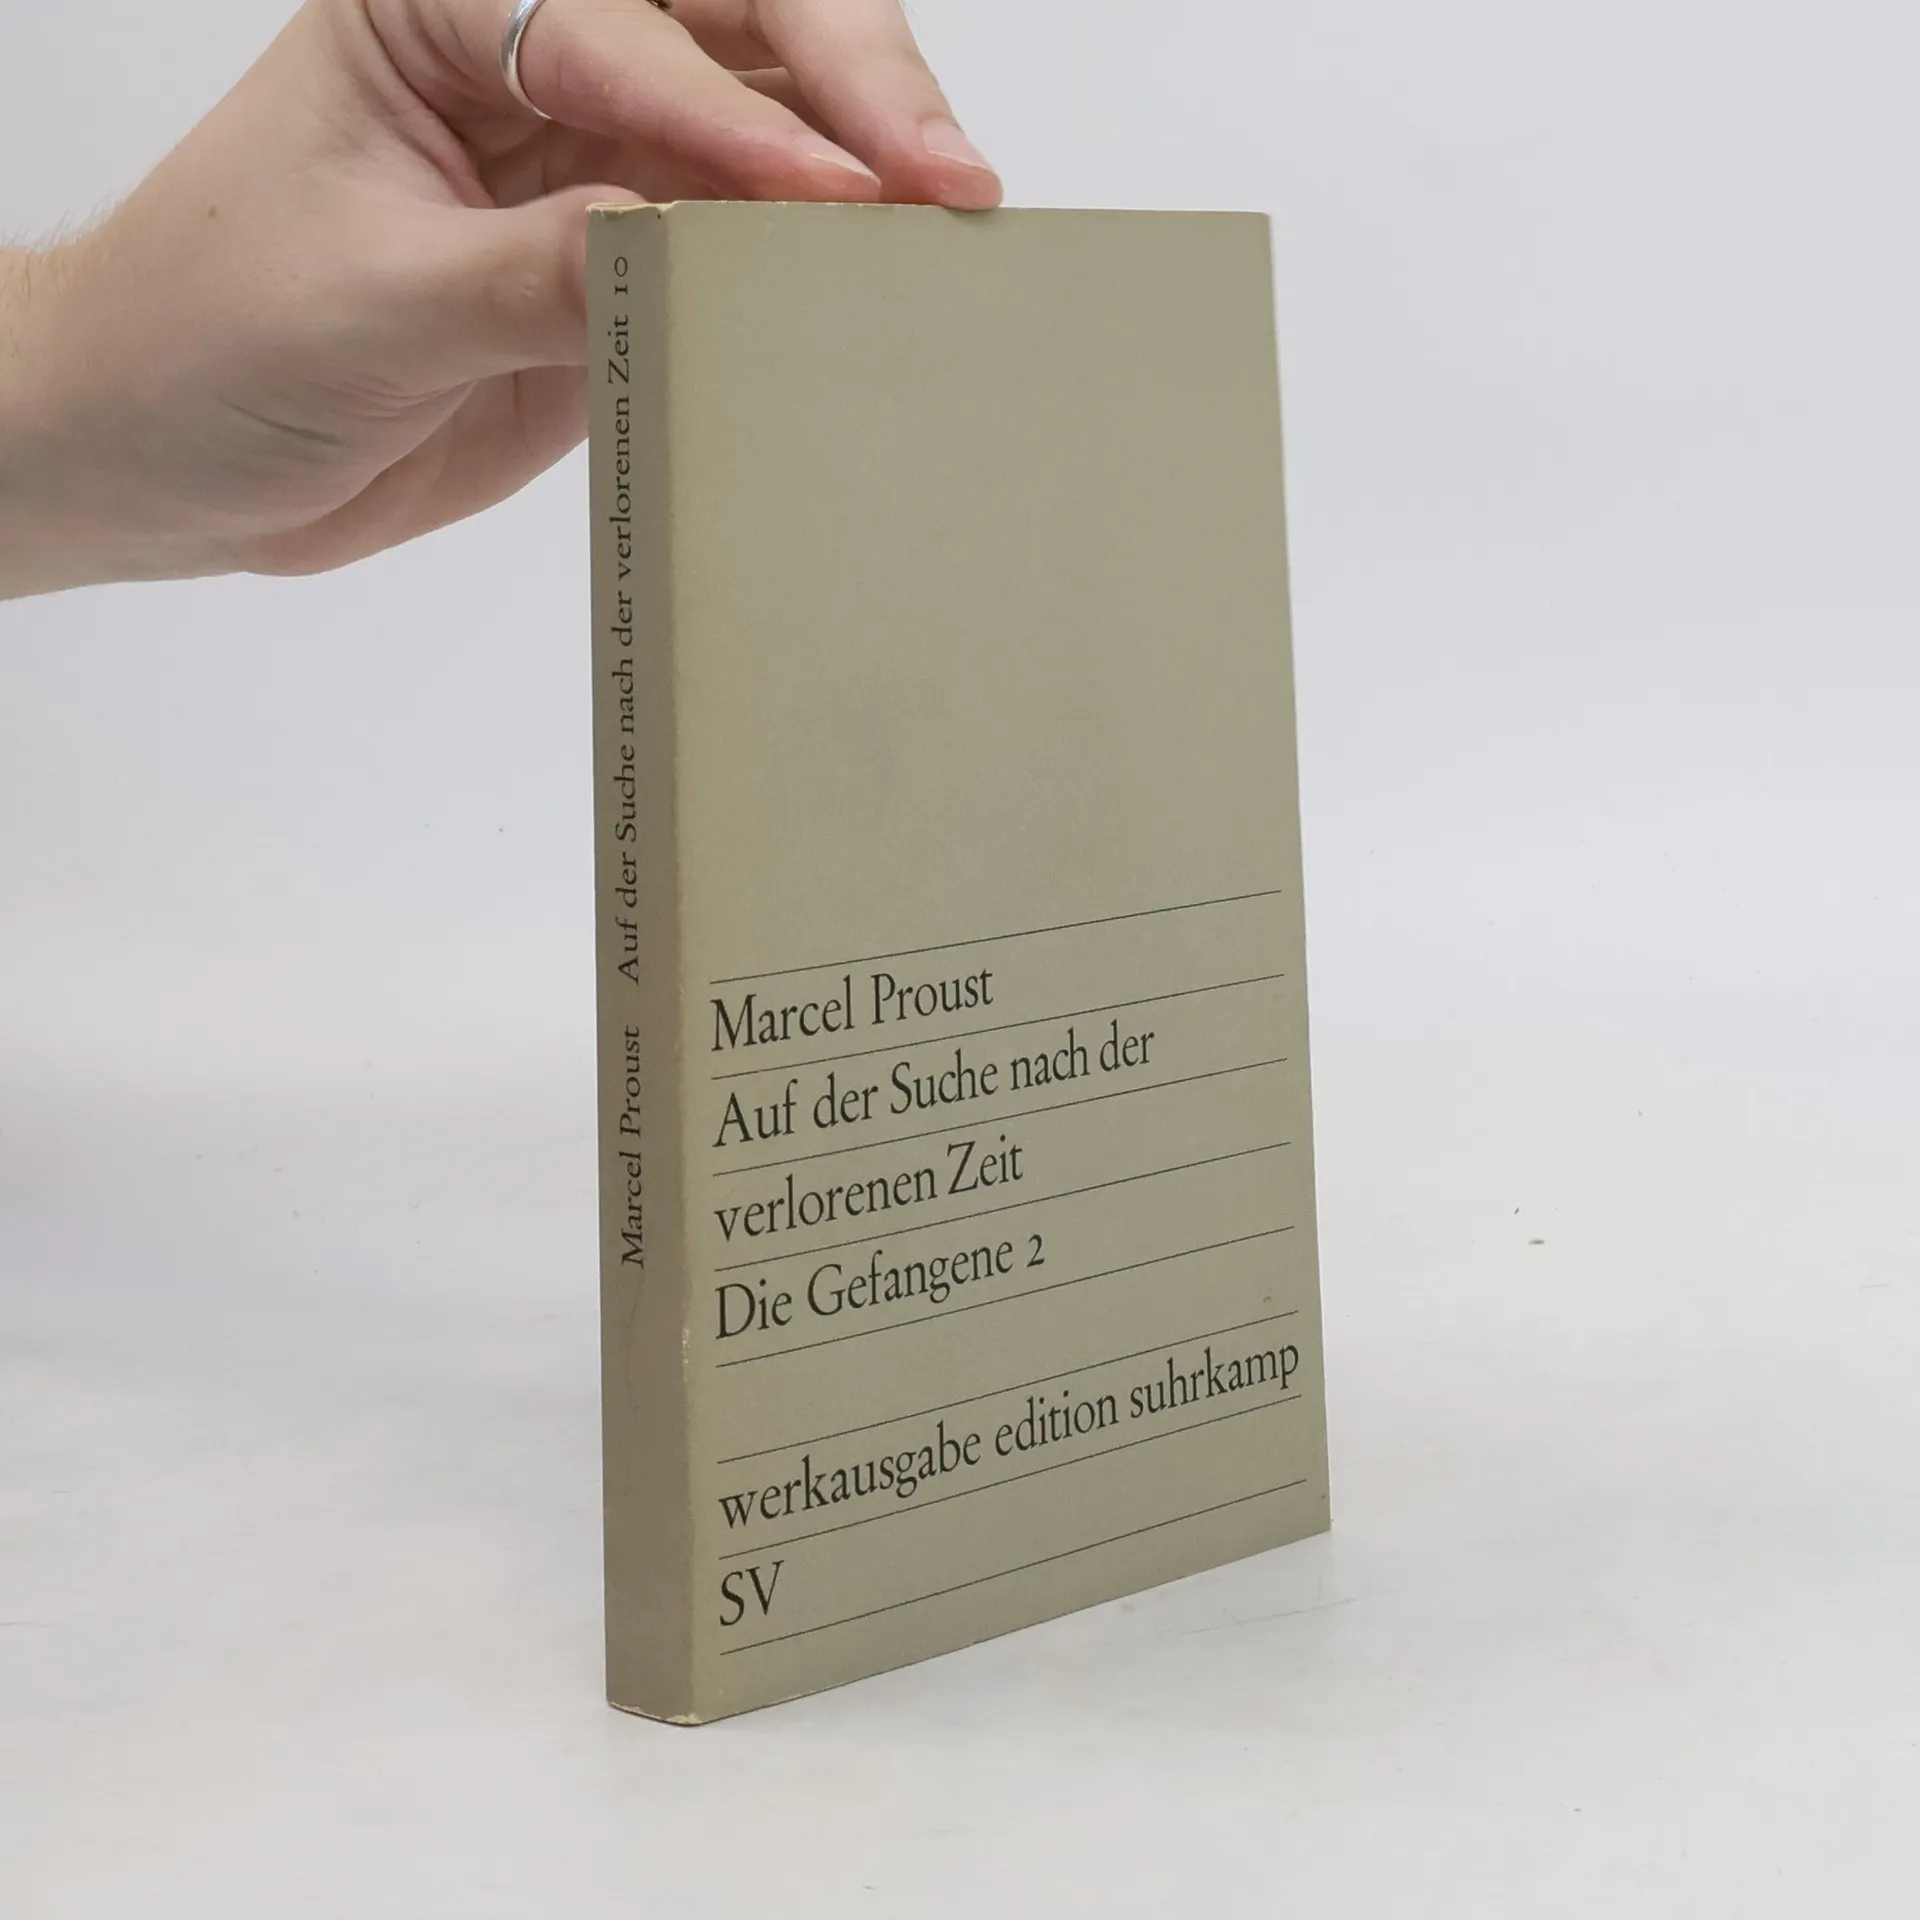 Marcel Proust Auf der Suche nach der verlorenen Zeit 10
Marcel Proust
Auf der Suche nach der
verlorenen Zeit
Die Gefangene 2
werkausgabe edition suhrkamp
SV